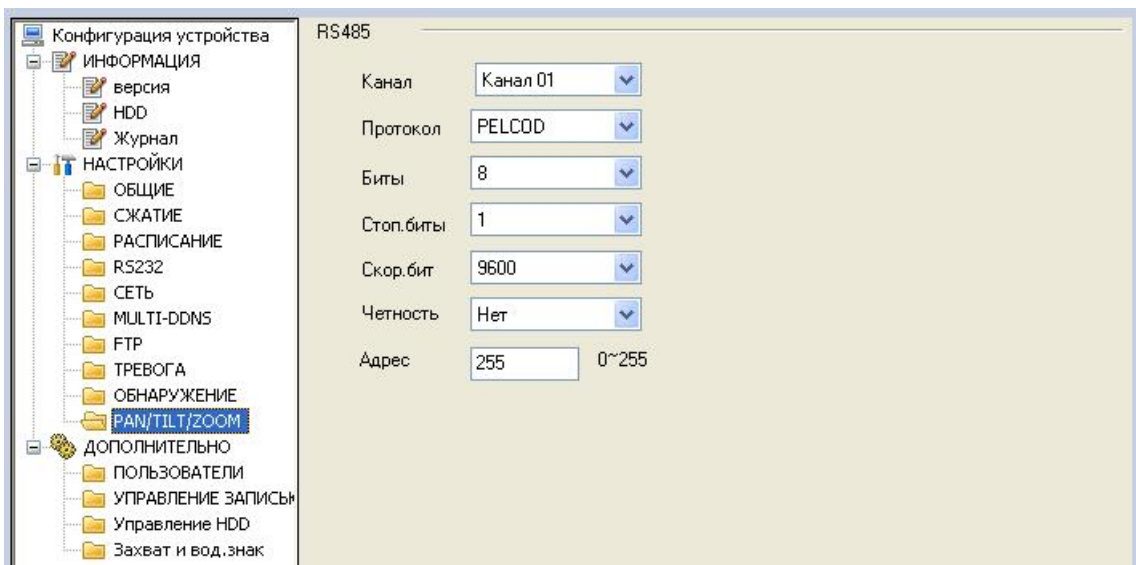 Конфигурация устройства
ИНФОРМАЦИЯ
версия
HDD
Журнал
НАСТРОЙКИ
ОБЩИЕ
СЖАТИЕ
РАСПИСАНИЕ
RS232
СЕТЬ
MULTI-DDNS
FTP
ТРЕВОГА
ОБНАРУЖЕНИЕ
PAN/TILT/ZOOM
ДОПОЛНИТЕЛЬНО
ПОЛЬЗОВАТЕЛИ
УПРАВЛЕНИЕ
Управление HDD
Захват и вод.знак
RS485
Канал Канал 01
Протокол PELCOD
Биты 8
Стоп.биты 1
Скор.бит 9600
Четность Нет
Адрес 255 0~255